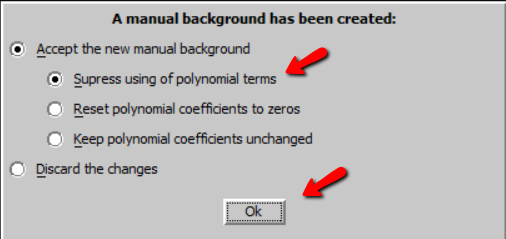 A manual background has been created:
Accept the new manual background
Supress using of polynomial terms
Reset polynomial coefficients to zeros
Keep polynomial coefficients unchanged
Discard the changes
Ok